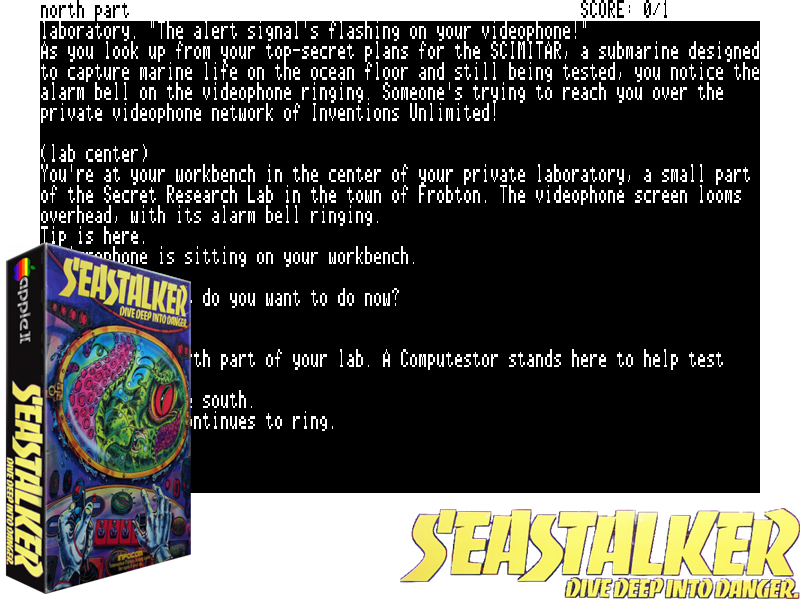 north part SCORE: 0/1
laboratory. "The alert signal's flashing on your videophone!"
As you look up from your top-secret plans for the SCIMITAR, a submarine designed
to capture marine life on the ocean floor and still being tested, you notice the
alarm bell on the videophone ringing. Someone's trying to reach you over the
private videophone network of Inventions Unlimited!
(lab center)
You're at your workbench in the center of your private laboratory, a small part
of the Secret Research Lab in the town of Frobton. The videophone screen looms
overhead, with its alarm bell ringing.
Tip is here.
ophone is sitting on your workbench.
do you want to do now?
th part of your lab. A Computestor stands here to help test
south.
ntinues to ring.
apple II
SEASTALKER
DIVE DEEP INTO DANGER.
SEASTALKER
DIVE DEEP INTO DANGER.
infocom
SEASTALKER
DIVE DEEP INTO DANGER.